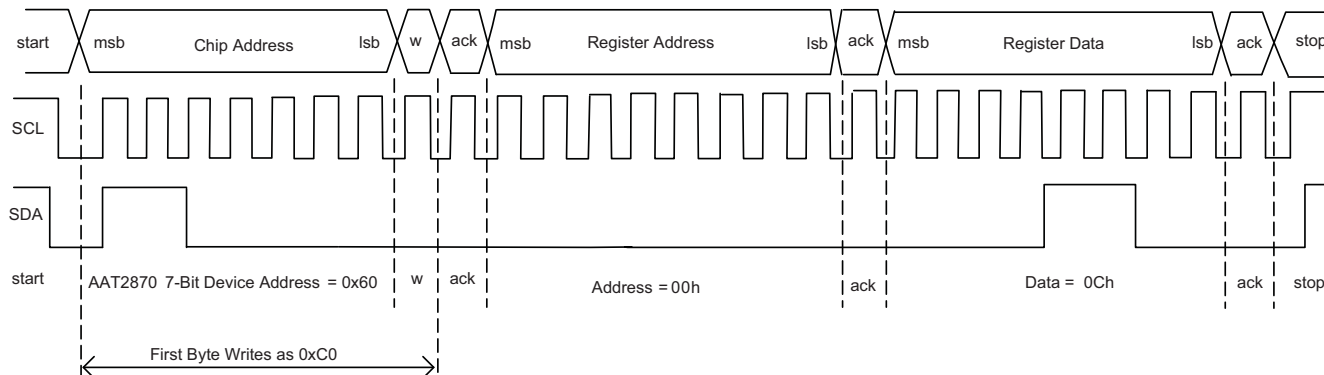 start msb Chip Address lsb w ack msb Register Address lsb ack msb Register Data lsb ack stop
SCL
SDA
start AAT2870 7-Bit Device Address = 0x60 w ack Address = 00h ack Data = 0Ch ack stop
First Byte Writes as 0xC0